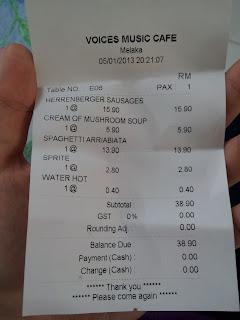 VOICES MUSIC CAFE
Melaka
05/01/2013 20:21:07
RM
Table NO. E06 PAX 1
HERRENBERGER SAUSAGES
1 @ 15.90 15.90
CREAM OF MUSHROOM SOUP
1 @ 5.90 5.90
SPAGHETTI ARRIABIATA
1 @ 13.90 13.90
SPRITE
1 @ 2.80 2.80
WATER HOT
1 @ 0.40 0.40
Subtotal 38.90
GST 0 % 0.00
Rounding Adj. 0.00
Balance Due 38.90
Payment (Cash) : 0.00
Change (Cash) : 0.00
****** Thank you ******
****** Please come again ******